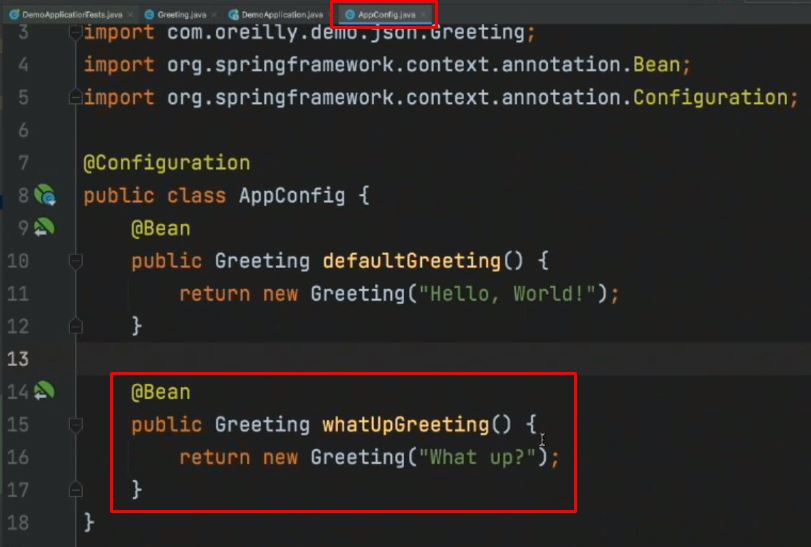 DemoApplicationTests.java × Greeting.java × DemoApplication.java × AppConfig.java ×
3 import com.oreilly.demo.json.Greeting;
4 import org.springframework.context.annotation.Bean;
5 import org.springframework.context.annotation.Configuration;
6
7 @Configuration
8 public class AppConfig {
9 @Bean
10 public Greeting defaultGreeting() {
11 return new Greeting("Hello, World!");
12 }
13
14 @Bean
15 public Greeting whatUpGreeting() {
16 return new Greeting("What up?");
17 }
18 }